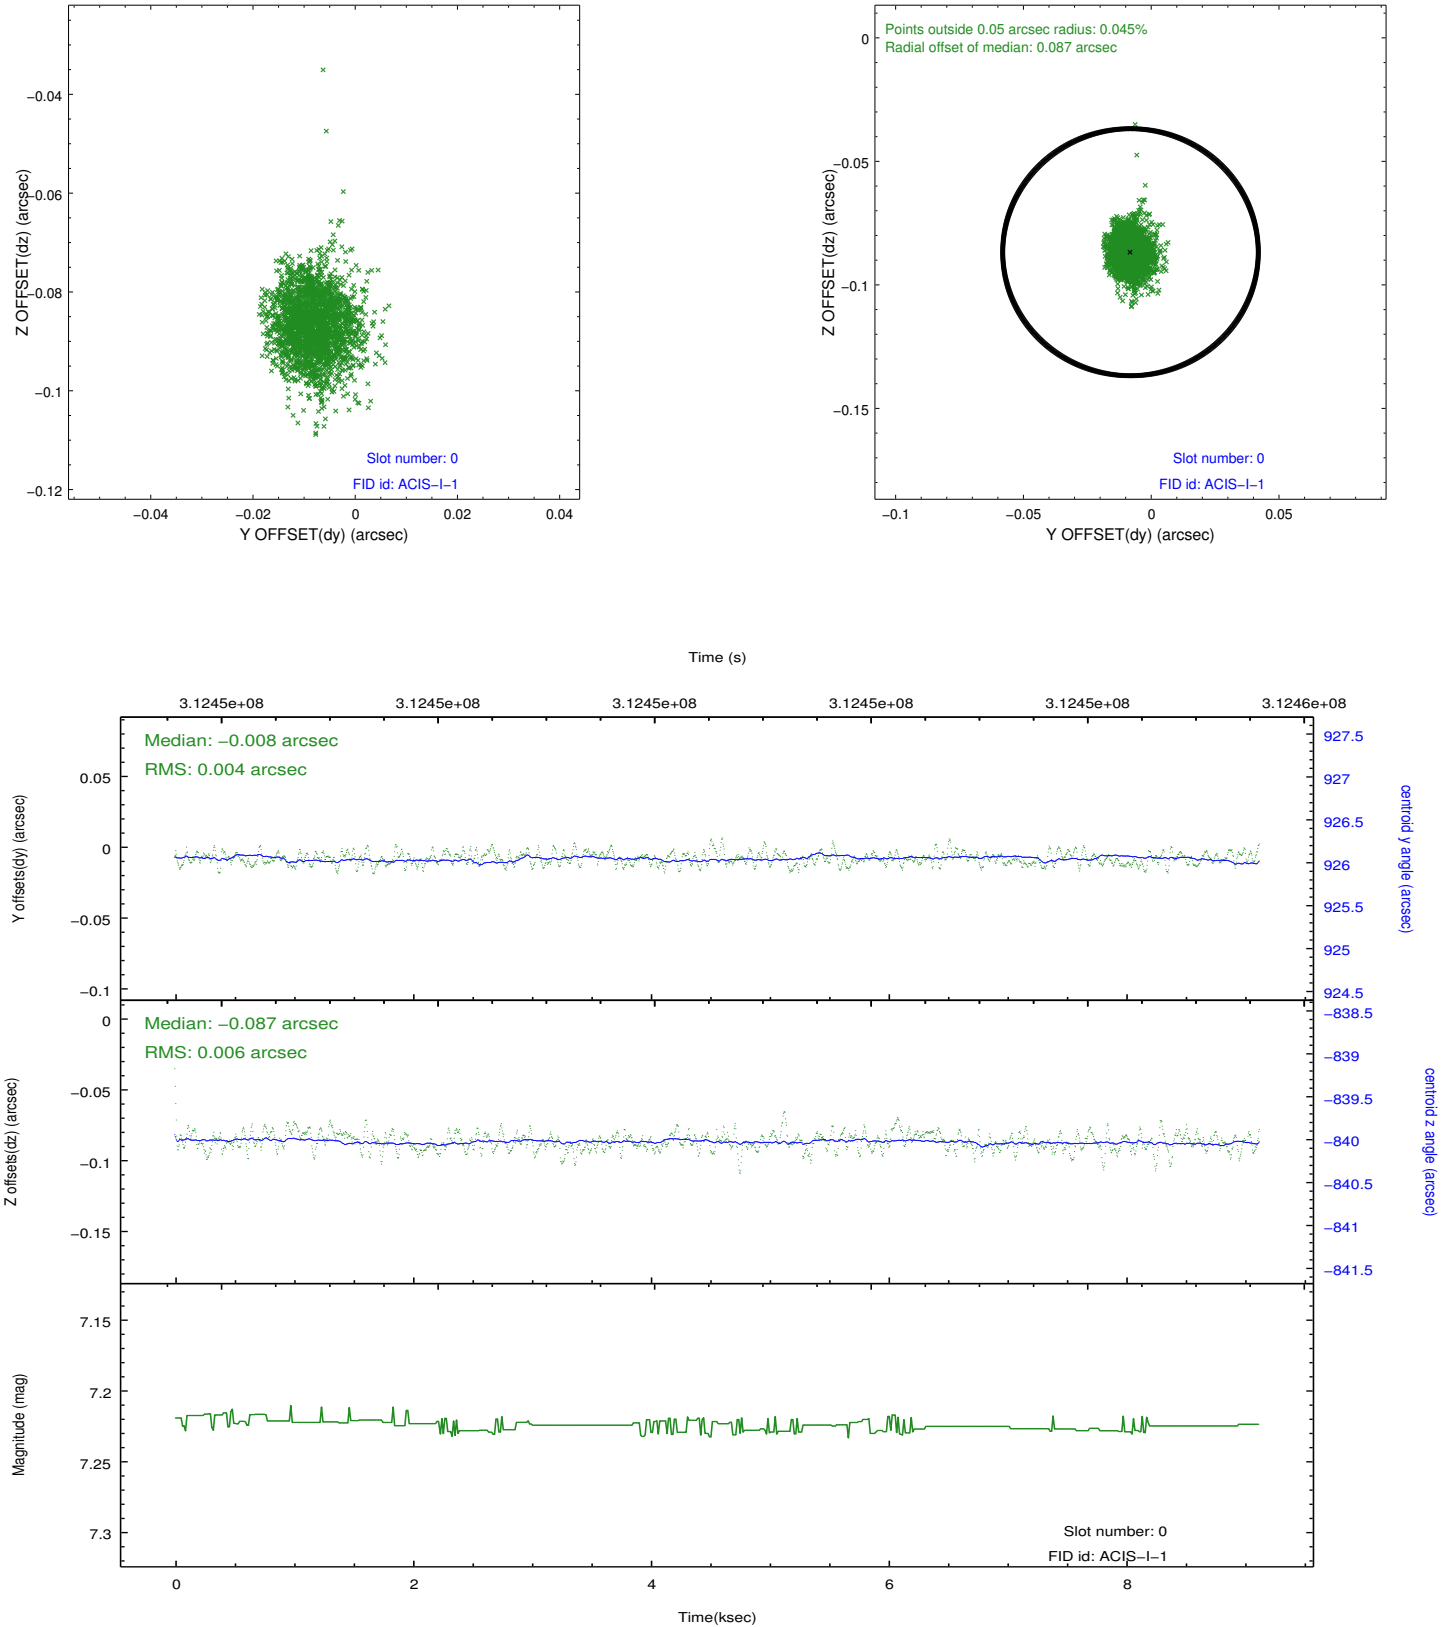 −0.04
−0.06
−0.08
−0.1
−0.12
Z OFFSET(dz) (arcsec)
Slot number: 0
FID id: ACIS−I−1
−0.04
−0.02
0
0.02
0.04
Y OFFSET(dy) (arcsec)
Points outside 0.05 arcsec radius: 0.045%
Radial offset of median: 0.087 arcsec
0
−0.05
−0.1
−0.15
Z OFFSET(dz) (arcsec)
Slot number: 0
FID id: ACIS−I−1
−0.1
−0.05
0
0.05
Y OFFSET(dy) (arcsec)
Time (s)
3.1245e+08
3.1245e+08
3.1245e+08
3.1245e+08
3.1245e+08
3.1246e+08
Median: −0.008 arcsec
RMS: 0.004 arcsec
0.05
0
−0.05
−0.1
Y offsets(dy) (arcsec)
927.5
927
926.5
926
925.5
925
924.5
centroid y angle (arcsec)
Median: −0.087 arcsec
RMS: 0.006 arcsec
0
−0.05
−0.1
−0.15
Z offsets(dz) (arcsec)
−838.5
−839
−839.5
−840
−840.5
−841
−841.5
centroid z angle (arcsec)
7.15
7.2
7.25
7.3
Magnitude (mag)
Slot number: 0
FID id: ACIS−I−1
0
2
4
6
8
Time(ksec)